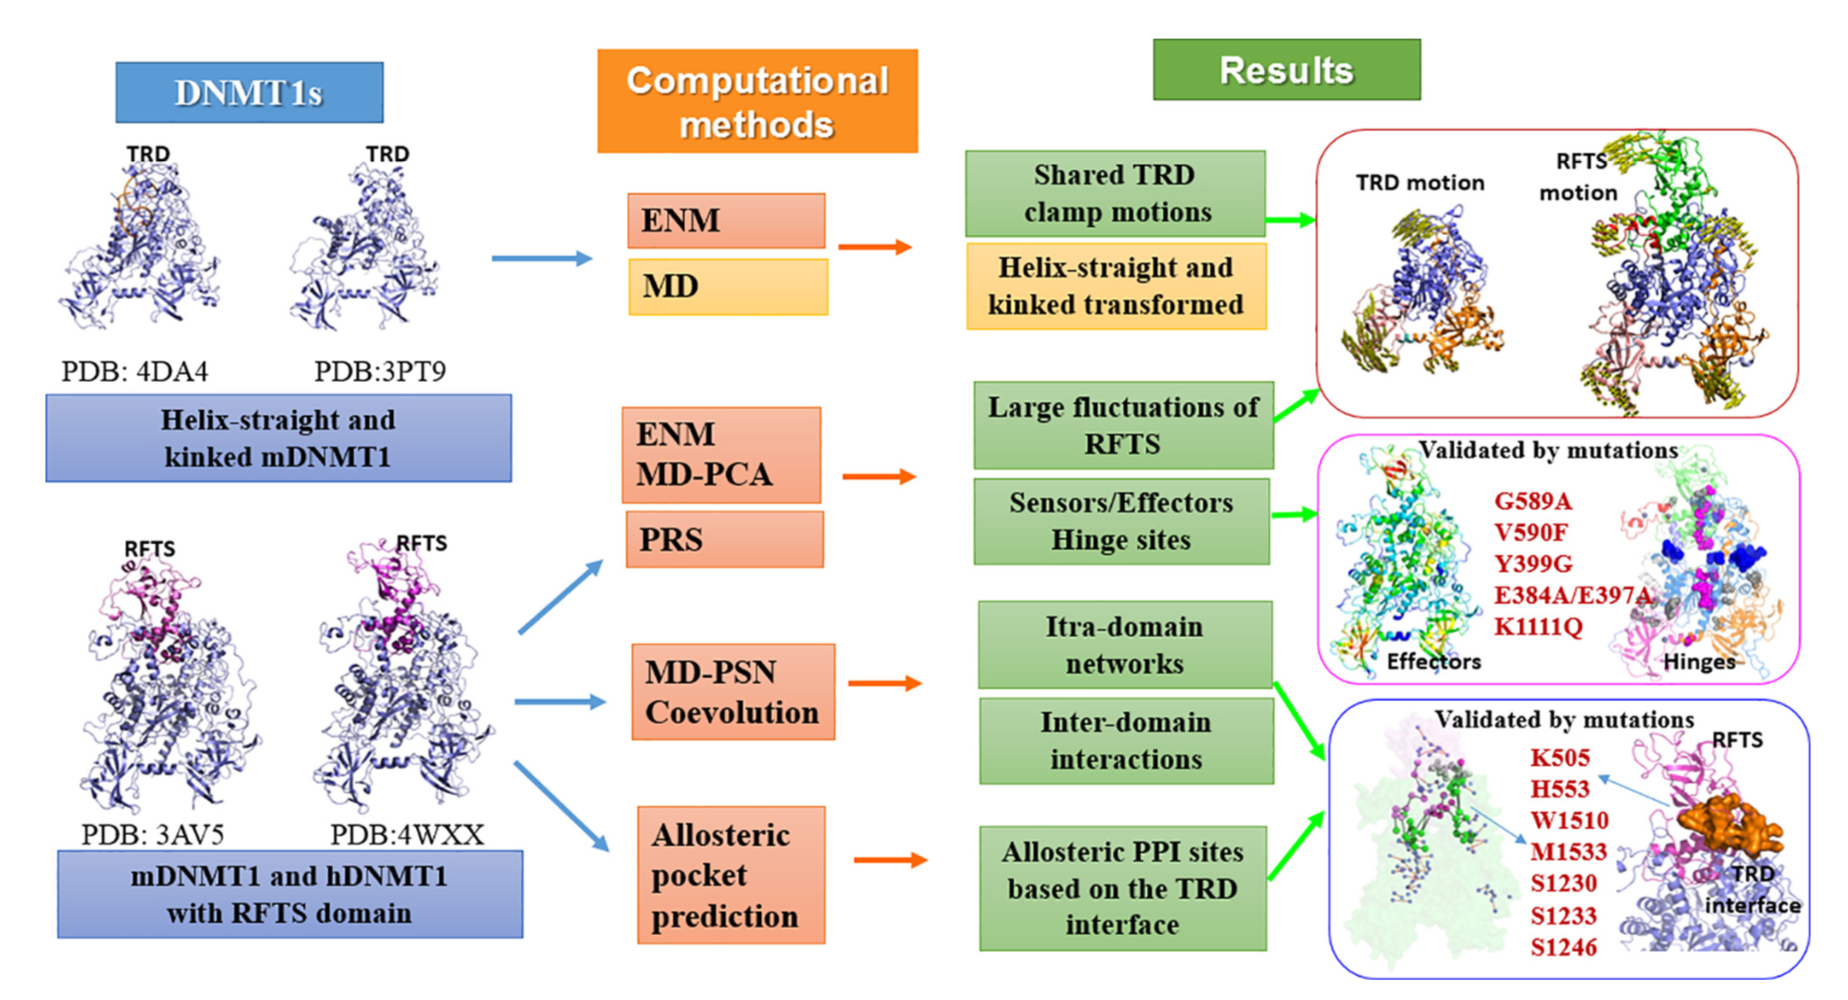 DNMT1s
Computational
methods
Results
TRD
TRD
PDB: 4DA4
PDB:3PT9
Helix-straight and
kinked mDNMT1
RFTS
RFTS
PDB: 3AV5
PDB:4WXX
mDNMT1 and hDNMT1
with RFTS domain
ENM
MD
ENM
MD-PCA
PRS
MD-PSN
Coevolution
Allosteric
pocket
prediction
Shared TRD
clamp motions
Helix-straight and
kinked transformed
Large fluctuations of
RFTS
Sensors/Effectors
Hinge sites
Itra-domain
networks
Inter-domain
interactions
Allosteric PPI sites
based on the TRD
interface
TRD motion
RFTS
motion
Validated by mutations
G589A
V590F
Y399G
E384A/E397A
K1111Q
Effectors
Hinges
Validated by mutations
K505
H553
W1510
M1533
S1230
S1233
S1246
RFTS
TRD
interface